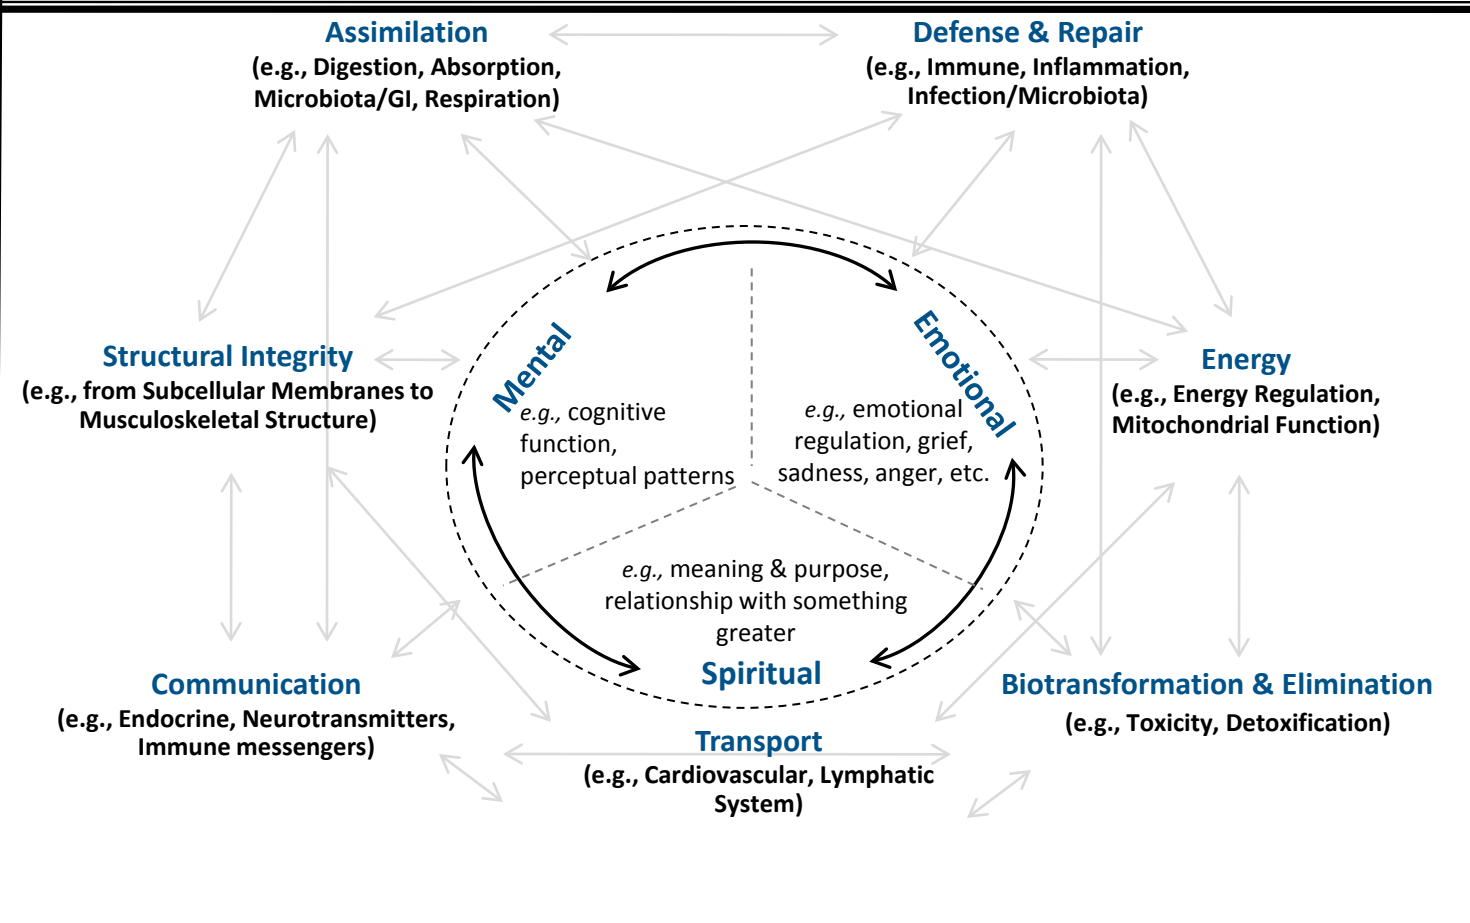 Assimilation
(e.g., Digestion, Absorption,
Microbiota/GI, Respiration)
Defense & Repair
(e.g., Immune, Inflammation,
Infection/Microbiota)
Structural Integrity
(e.g., from Subcellular Membranes to
Musculoskeletal Structure)
Mental
e.g., cognitive
function,
perceptual patterns
Emotional
e.g., emotional
regulation, grief,
sadness, anger, etc.
Energy
(e.g., Energy Regulation,
Mitochondrial Function)
e.g., meaning & purpose,
relationship with something
greater
Spiritual
Communication
(e.g., Endocrine, Neurotransmitters,
Immune messengers)
Transport
(e.g., Cardiovascular, Lymphatic
System)
Biotransformation & Elimination
(e.g., Toxicity, Detoxification)